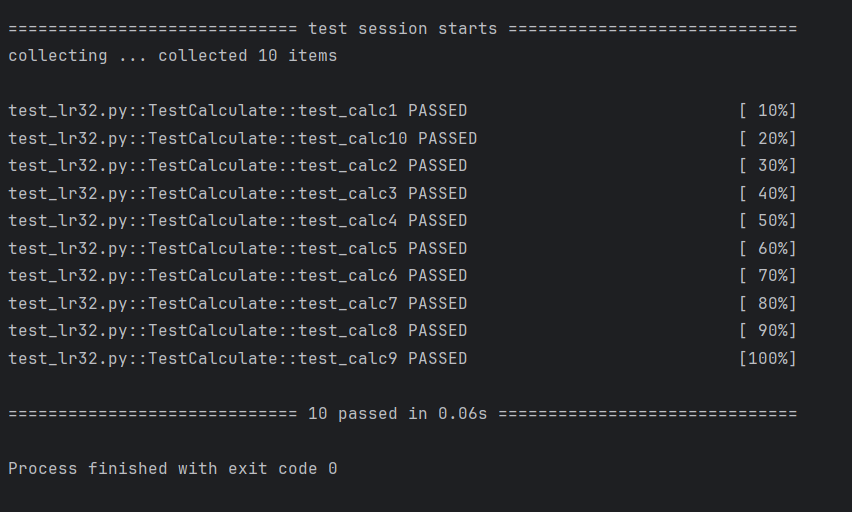 ============================= test session starts =============================
collecting ... collected 10 items
test_lr32.py::TestCalculate::test_calc1 PASSED                           [ 10%]
test_lr32.py::TestCalculate::test_calc10 PASSED                          [ 20%]
test_lr32.py::TestCalculate::test_calc2 PASSED                           [ 30%]
test_lr32.py::TestCalculate::test_calc3 PASSED                           [ 40%]
test_lr32.py::TestCalculate::test_calc4 PASSED                           [ 50%]
test_lr32.py::TestCalculate::test_calc5 PASSED                           [ 60%]
test_lr32.py::TestCalculate::test_calc6 PASSED                           [ 70%]
test_lr32.py::TestCalculate::test_calc7 PASSED                           [ 80%]
test_lr32.py::TestCalculate::test_calc8 PASSED                           [ 90%]
test_lr32.py::TestCalculate::test_calc9 PASSED                           [100%]
============================= 10 passed in 0.06s ==============================
Process finished with exit code 0